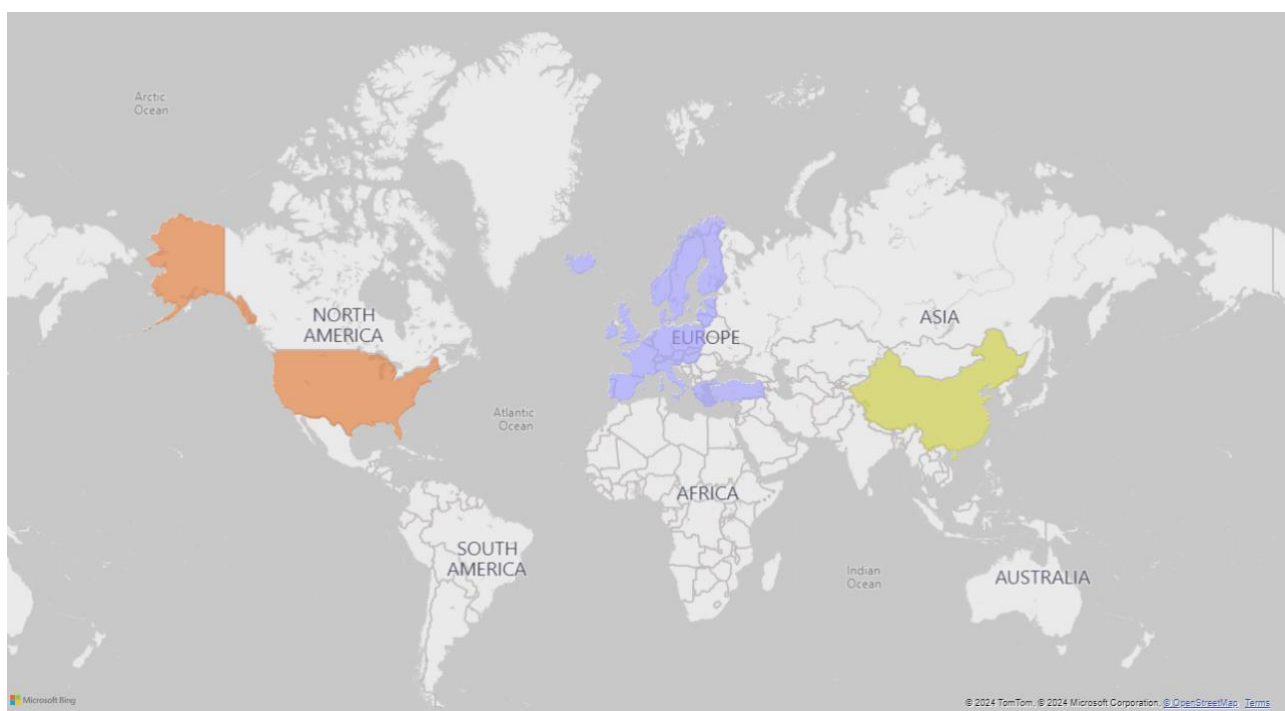 Arctic
Ocean
NORTH
AMERICA
EUROPE
ASIA
Atlantic
Ocean
AFRICA
SOUTH
AMERICA
Indian
Ocean
AUSTRALIA
Microsoft Bing
© 2024 TomTom, © 2024 Microsoft Corporation, © OpenStreetMap Terms